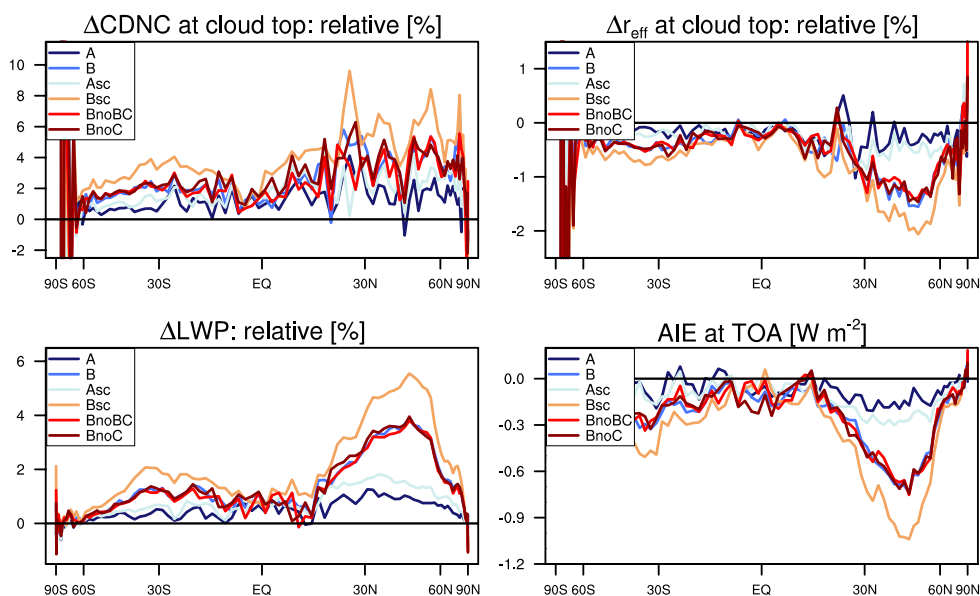 ΔCDNC at cloud top: relative [%]
A
B
Asc
Bsc
BnoBC
BnoC
10
8
6
4
2
0
-2
90S 60S 30S EQ 30N 60N 90N
Δreff at cloud top: relative [%]
A
B
Asc
Bsc
BnoBC
BnoC
1
0
-1
-2
90S 60S 30S EQ 30N 60N 90N
ΔLWP: relative [%]
A
B
Asc
Bsc
BnoBC
BnoC
6
4
2
0
90S 60S 30S EQ 30N 60N 90N
AIE at TOA [W m-2]
A
B
Asc
Bsc
BnoBC
BnoC
0.0
-0.3
-0.6
-0.9
-1.2
90S 60S 30S EQ 30N 60N 90N